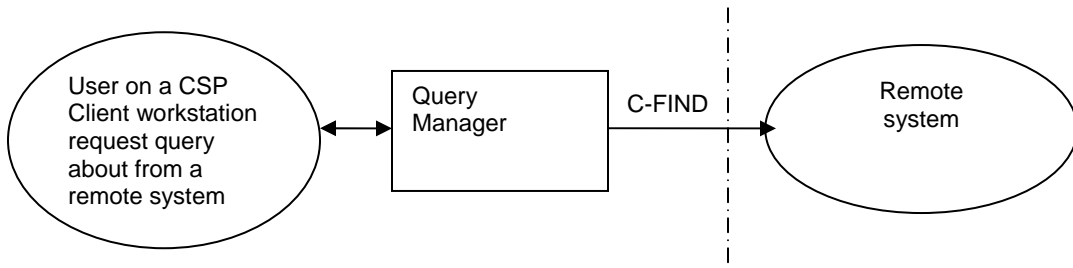 User on a CSP
Client workstation
request query
about from a
remote system
Query
Manager
C-FIND
Remote
system